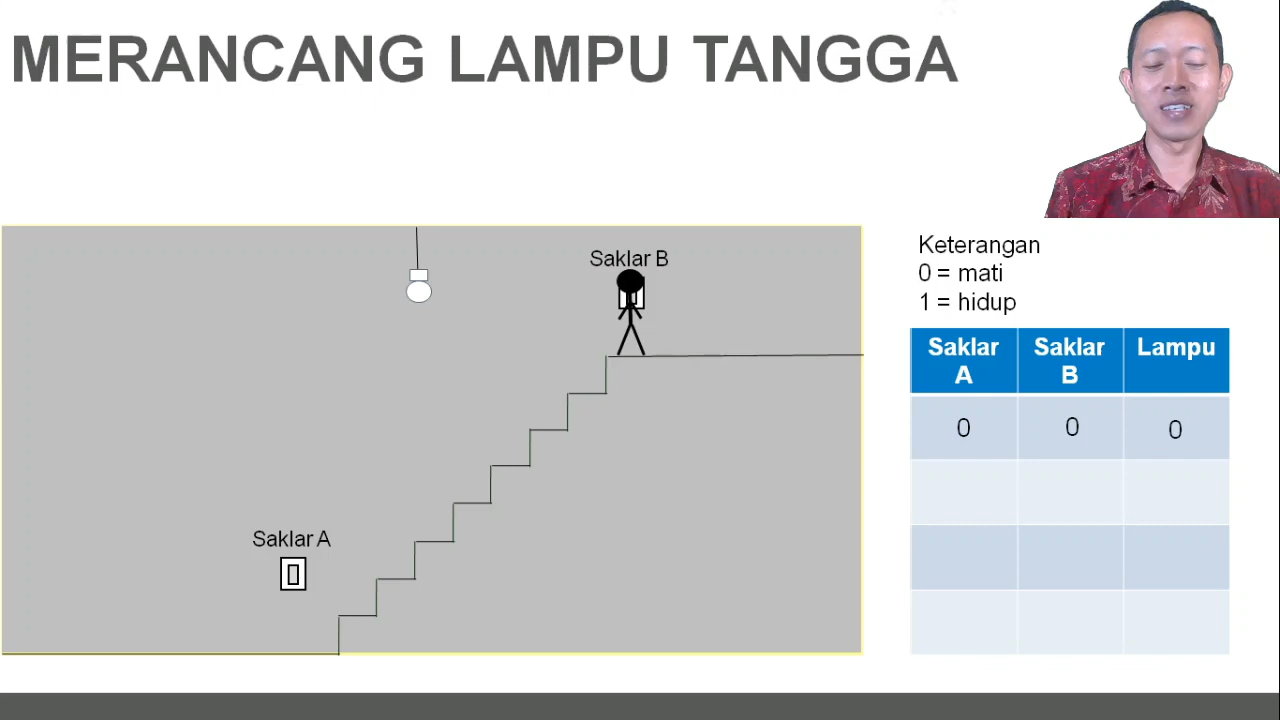 MERANCANG LAMPU TANGGA
Saklar B
Saklar A
Keterangan
0 = mati
1 = hidup
Saklar A Saklar B Lampu
0 0 0